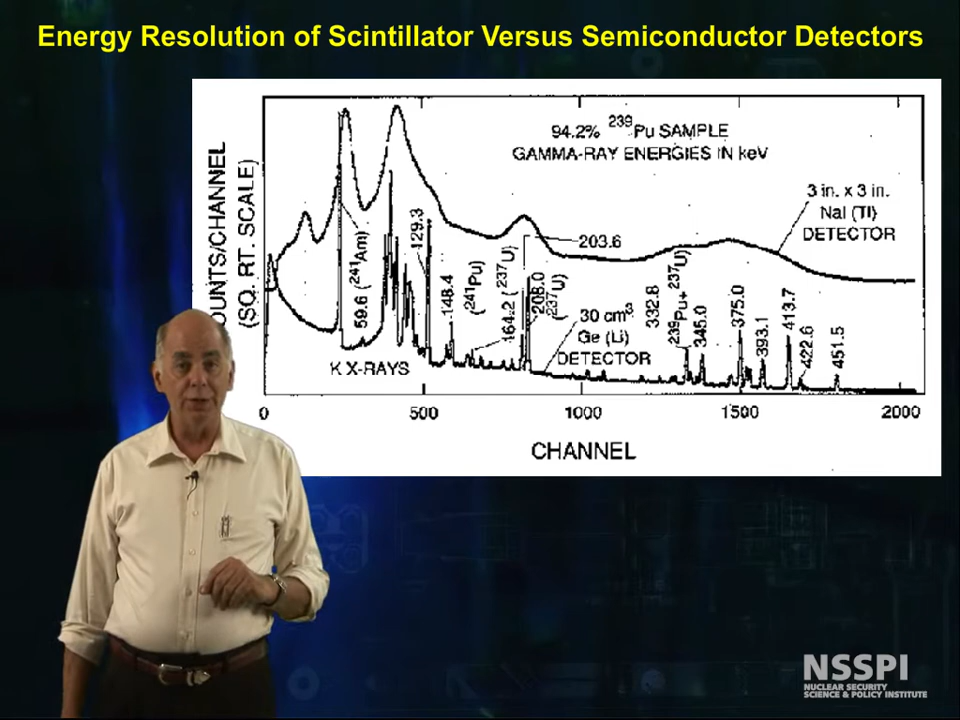 Energy Resolution of Scintillator Versus Semiconductor Detectors
94.2% ²³⁹Pu SAMPLE
GAMMA-RAY ENERGIES IN keV
3 in. x 3 in.
NaI (Tl)
DETECTOR
OUNTS/CHANNEL
(SQ. RT. SCALE)
59.6 (²⁴¹Am)
K X-RAYS
129.3
148.4
(²⁴¹Pu)
164.2 (²³⁷U)
203.6
208.0
(²³⁷U)
30 cm³
Ge (Li)
DETECTOR
332.8
²³⁹Pu+ ²³⁷U)
345.0
375.0
393.1
413.7
422.6
451.5
0
500
1000
1500
2000
CHANNEL
NSSPI
NUCLEAR SECURITY
SCIENCE & POLICY INSTITUTE